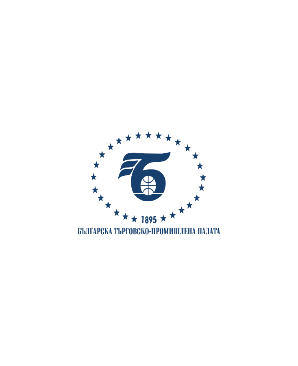 Б
1895
БЪЛГАРСКА ТЪРГОВСКО-ПРОМИШЛЕНА ПАЛАТА